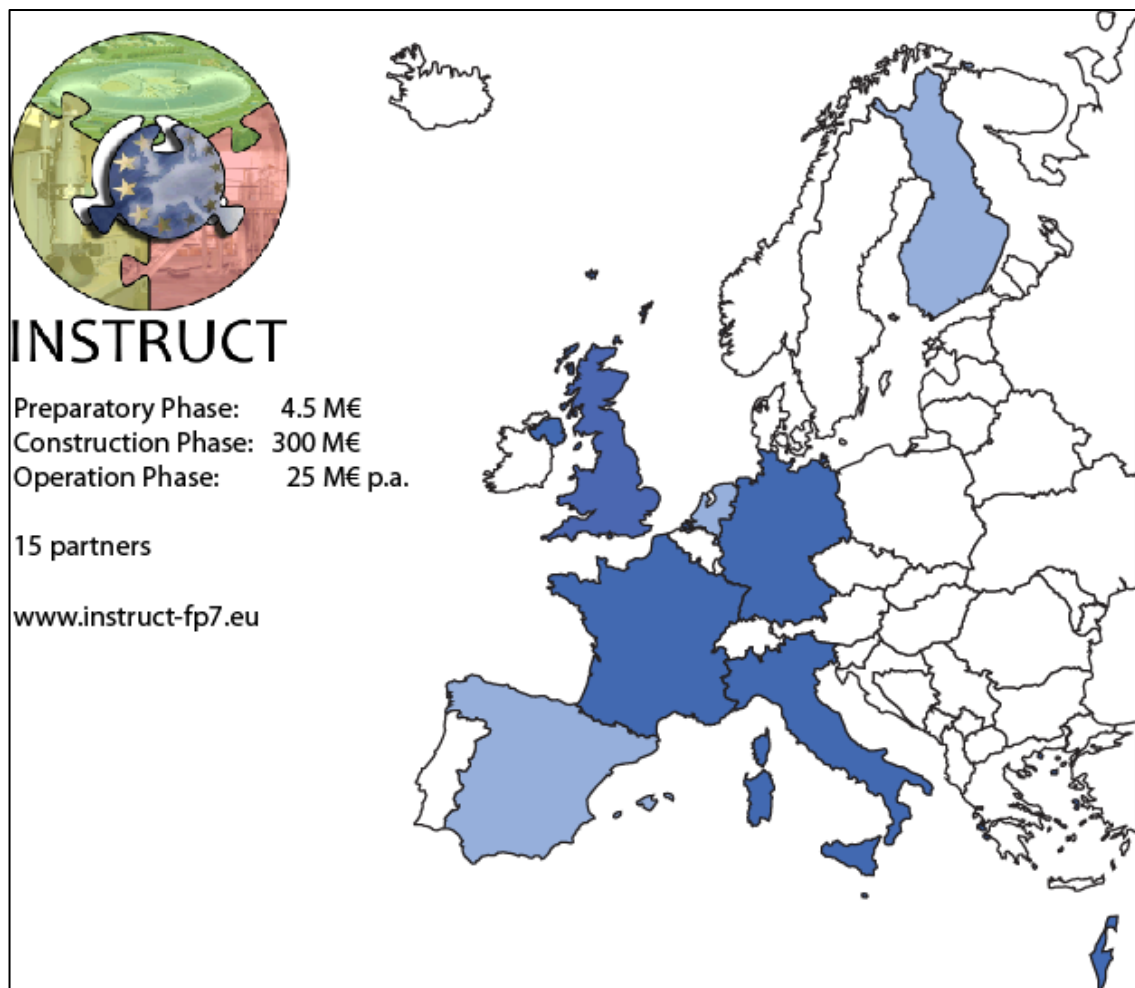 INSTRUCT
Preparatory Phase: 4.5 M€
Construction Phase: 300 M€
Operation Phase: 25 M€ p.a.
15 partners
www.instruct-fp7.eu